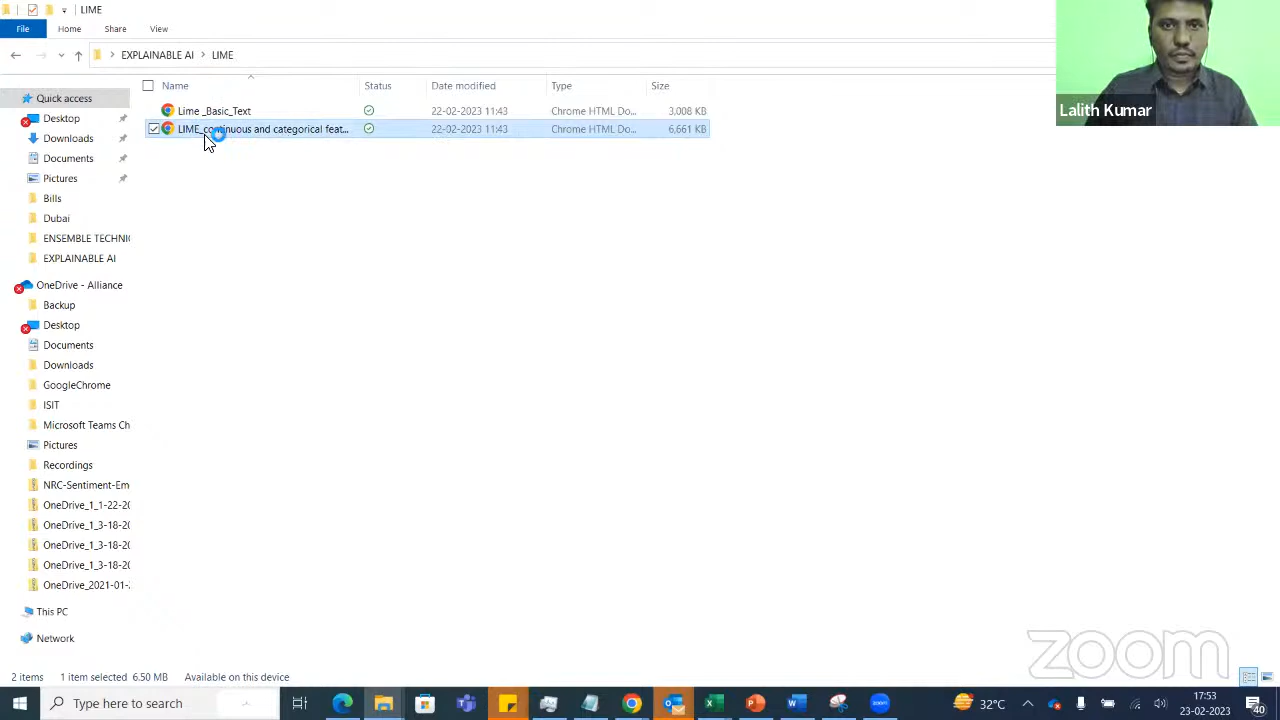 LIME
File
Home
Share
View
EXPLAINABLE AI
LIME
Name
Status
Date modified
Type
Size
Lime _Basic_Text
22-02-2023 11:43
Chrome HTML Do...
3,008 KB
LIME_continuous and categorical feat...
22-02-2023 11:43
Chrome HTML Do...
6,661 KB
Lalith Kumar
Quick access
Desktop
Downloads
Documents
Pictures
Bills
Dubai
ENSEMBLE TECHNI
EXPLAINABLE AI
OneDrive - Alliance
Backup
Desktop
Documents
Downloads
GoogleChrome
ISIT
Microsoft Teams Ch
Pictures
Recordings
NRC-Sentiment-Em
OneDrive_1_1-22-20
OneDrive_1_3-18-20
OneDrive_1_3-18-20
OneDrive_1_3-18-20
OneDrive_2021-01-
This PC
Network
zoom
2 items
1 item selected 6.50 MB
Available on this device
Type here to search
32°C
17:53
23-02-2023
40